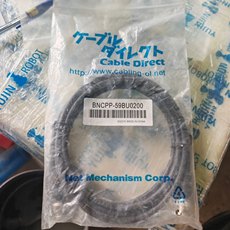 ケーブル
ダイレクト
Cable Direct
www.cabling-ol.net
BNCPP-59BU0200
Net Mechanism Corp.